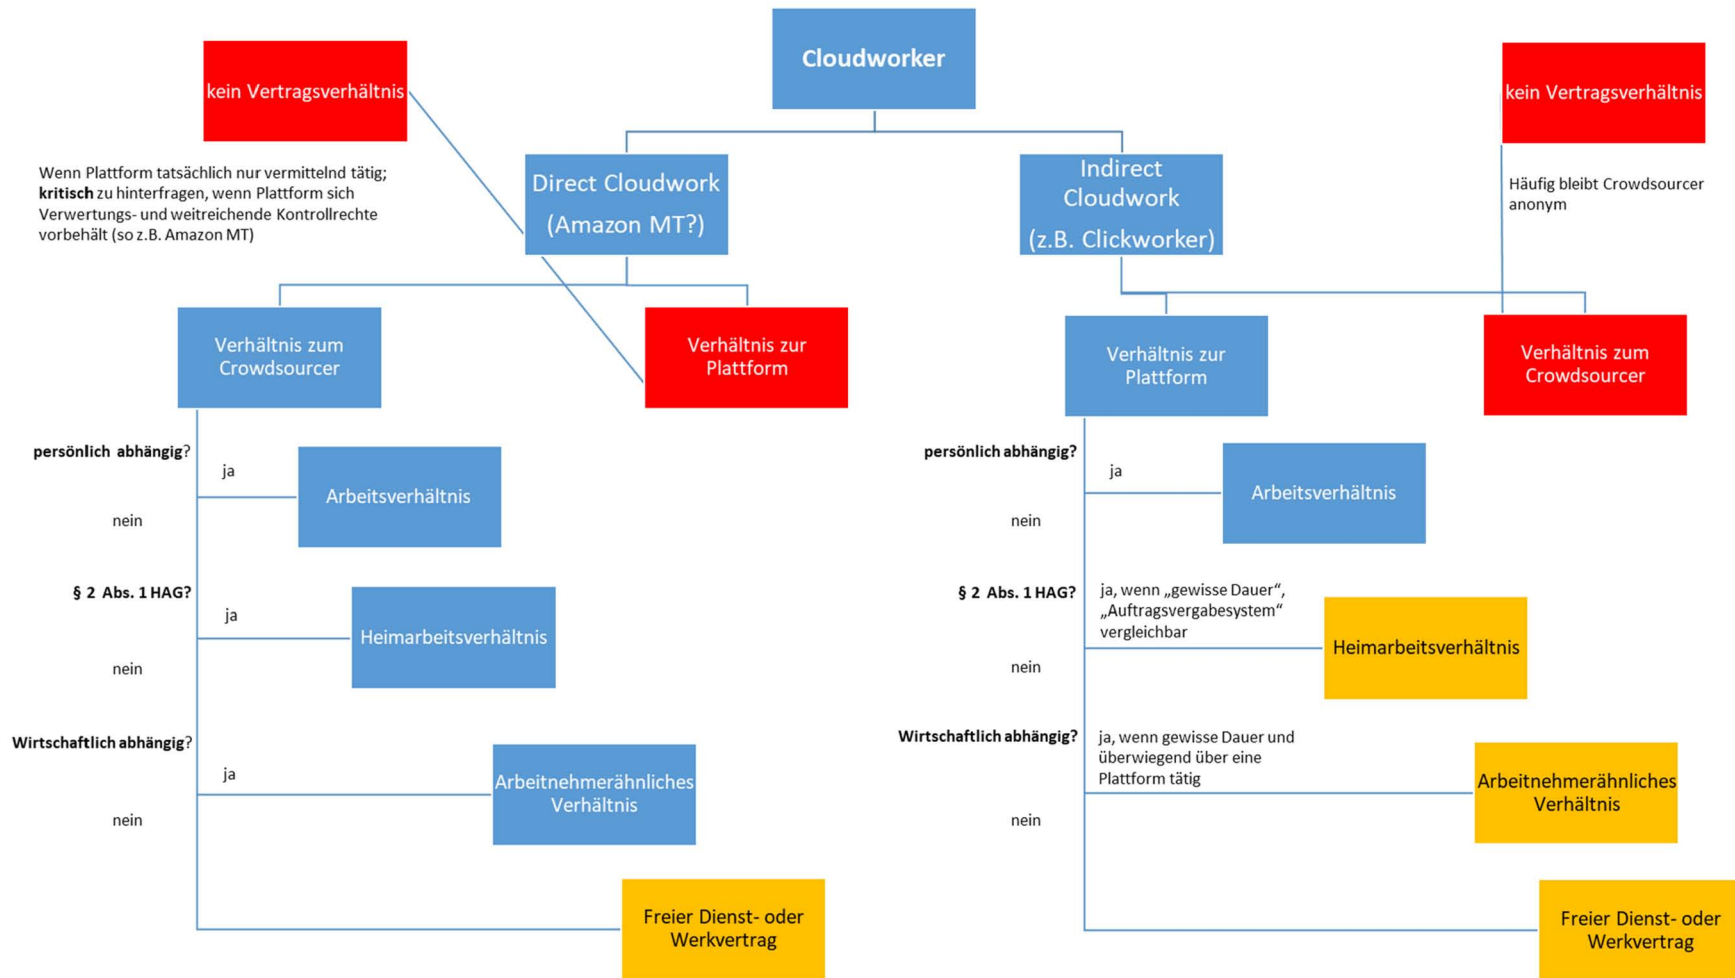 Cloudworker
kein Vertragsverhältnis
kein Vertragsverhältnis
Wenn Plattform tatsächlich nur vermittelnd tätig;
kritisch zu hinterfragen, wenn Plattform sich
Verwertungs- und weitreichende Kontrollrechte
vorbehält (so z.B. Amazon MT)
Direct Cloudwork
(Amazon MT?)
Indirect
Cloudwork
(z.B. Clickworker)
Häufig bleibt Crowdsourcer
anonym
Verhältnis zum
Crowdsourcer
Verhältnis zur
Plattform
Verhältnis zur
Plattform
Verhältnis zum
Crowdsourcer
persönlich abhängig?
ja
Arbeitsverhältnis
nein
§ 2 Abs. 1 HAG?
ja
Heimarbeitsverhältnis
nein
Wirtschaftlich abhängig?
ja
Arbeitnehmerähnliches
Verhältnis
nein
Freier Dienst- oder
Werkvertrag
persönlich abhängig?
ja
Arbeitsverhältnis
nein
§ 2 Abs. 1 HAG?
ja, wenn „gewisse Dauer“,
„Auftragsvergabesystem“
vergleichbar
Heimarbeitsverhältnis
nein
Wirtschaftlich abhängig?
ja, wenn gewisse Dauer und
überwiegend über eine
Plattform tätig
Arbeitnehmerähnliches
Verhältnis
nein
Freier Dienst- oder
Werkvertrag